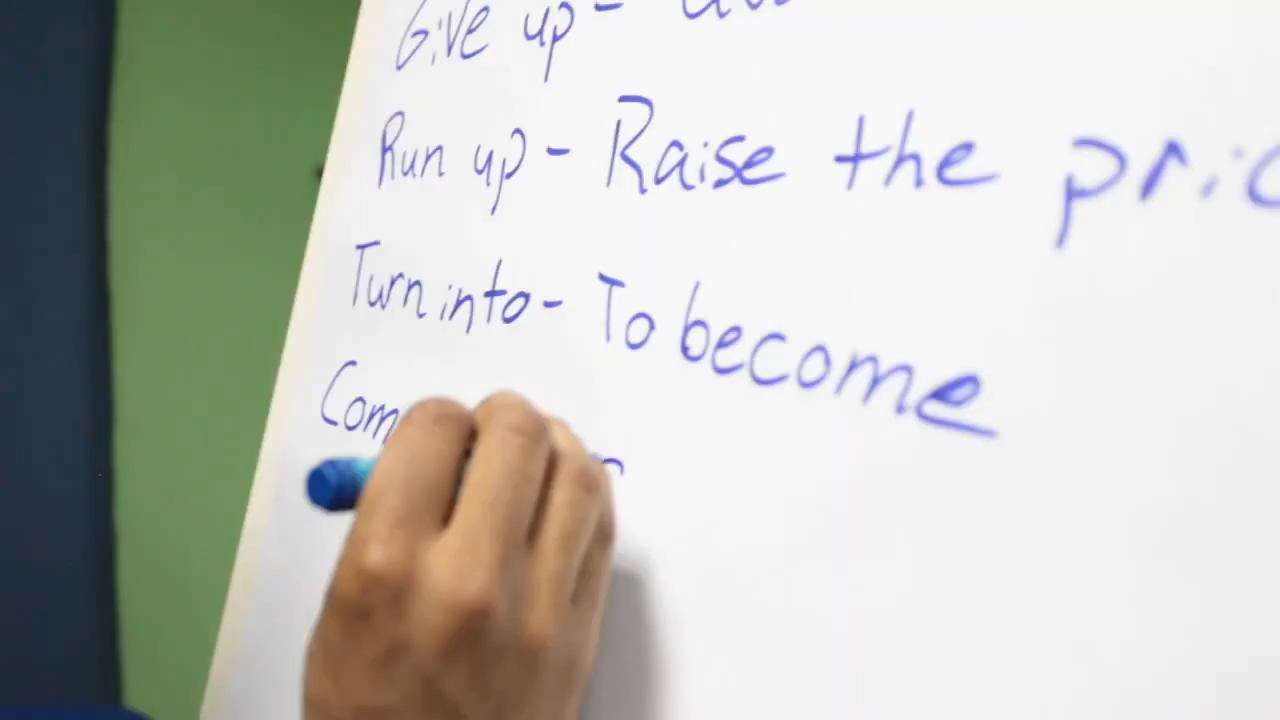 Give up -
Run up - Raise the
Turn into - To become